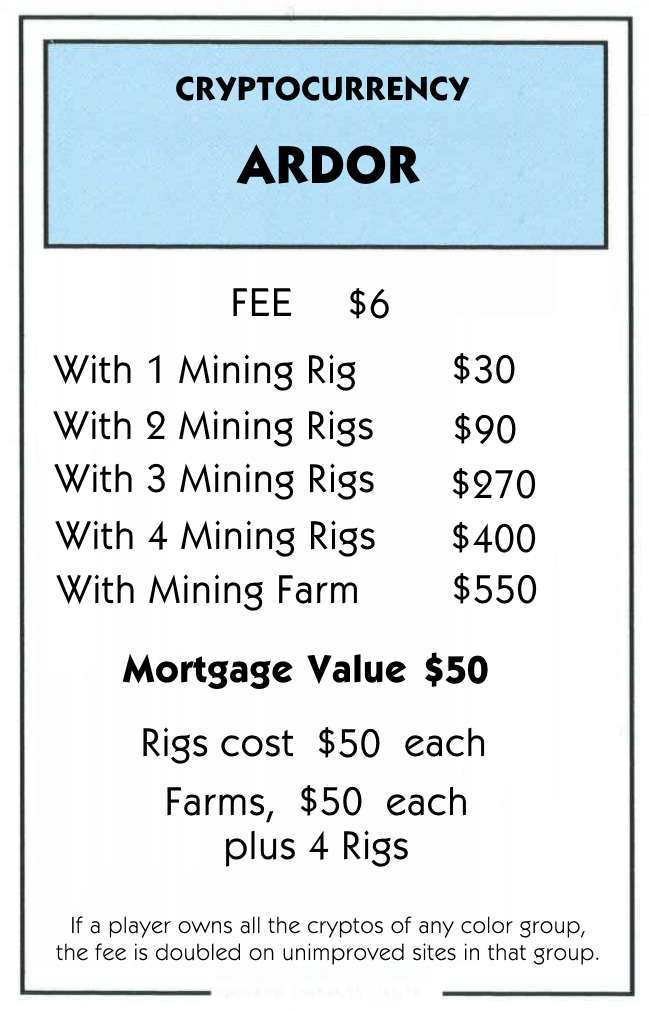 CRYPTOCURRENCY
ARDOR
FEE $6
With 1 Mining Rig $30
With 2 Mining Rigs $90
With 3 Mining Rigs $270
With 4 Mining Rigs $400
With Mining Farm $550
Mortgage Value $50
Rigs cost $50 each
Farms, $50 each
plus 4 Rigs
If a player owns all the cryptos of any color group,
the fee is doubled on unimproved sites in that group.